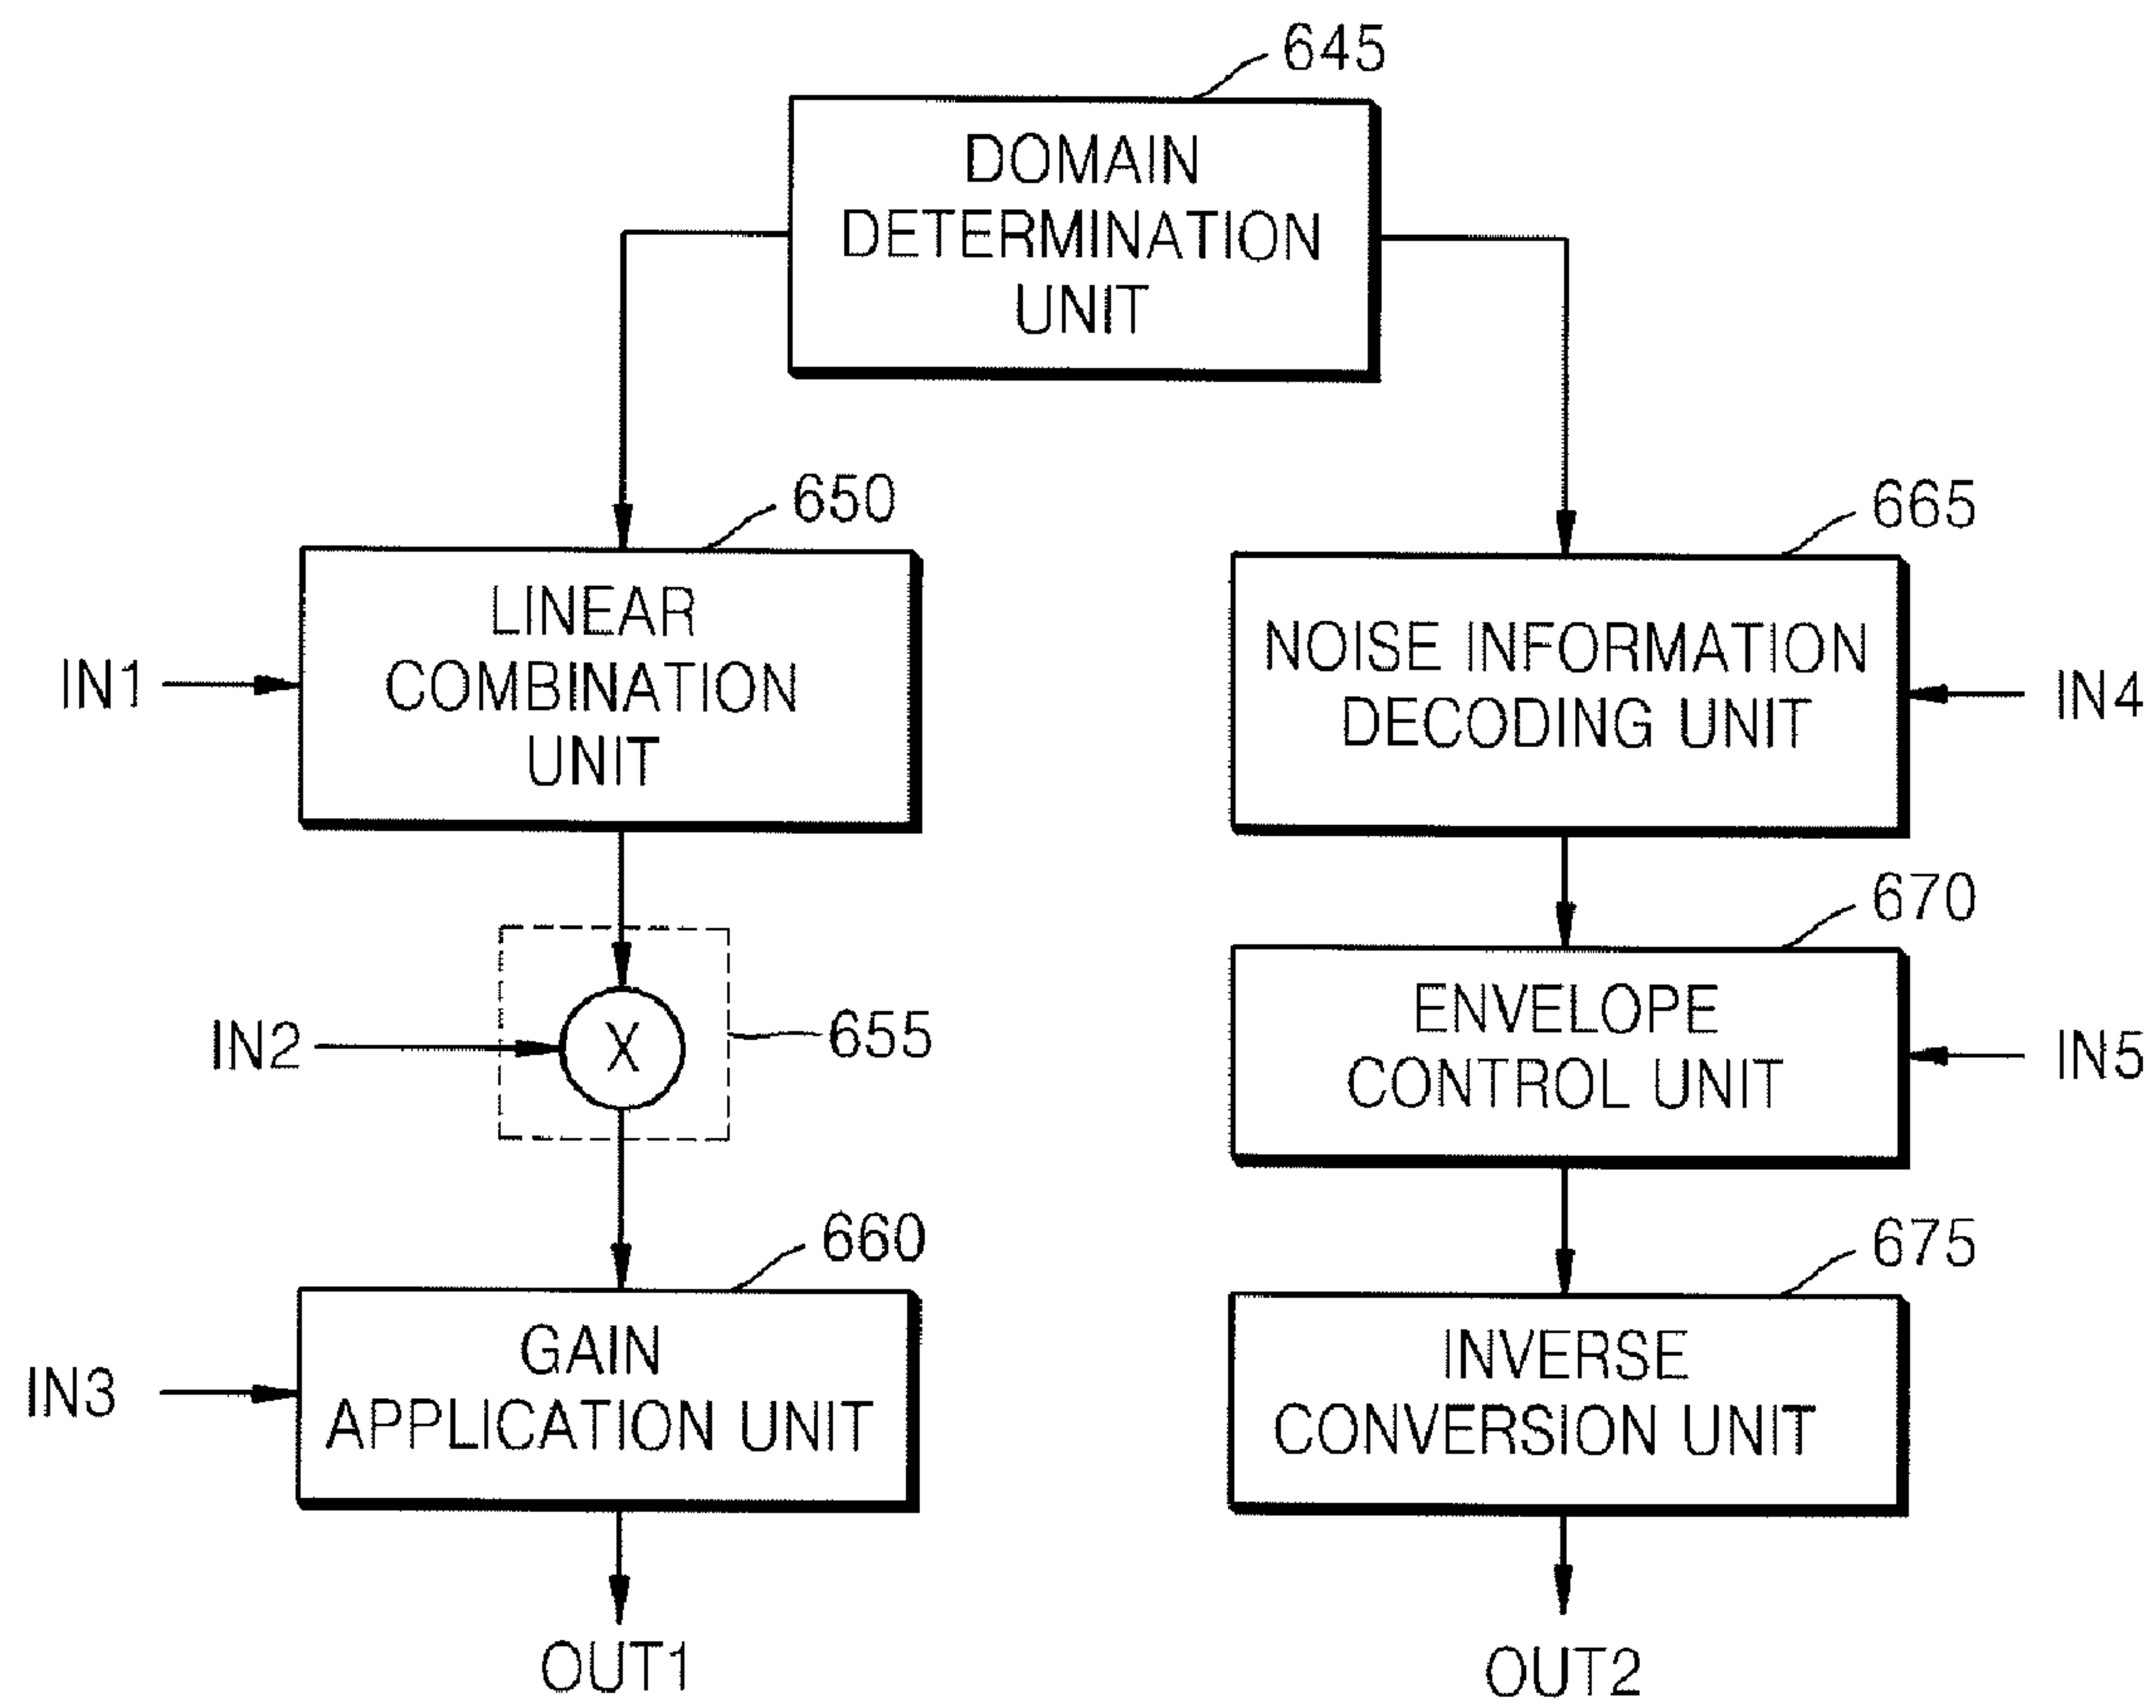 645
DOMAIN
DETERMINATION
UNIT
650
LINEAR
COMBINATION
UNIT
IN1
665
NOISE INFORMATION
DECODING UNIT
IN4
IN2
X
655
670
ENVELOPE
CONTROL UNIT
IN5
660
GAIN
APPLICATION UNIT
IN3
675
INVERSE
CONVERSION UNIT
OUT1
OUT2